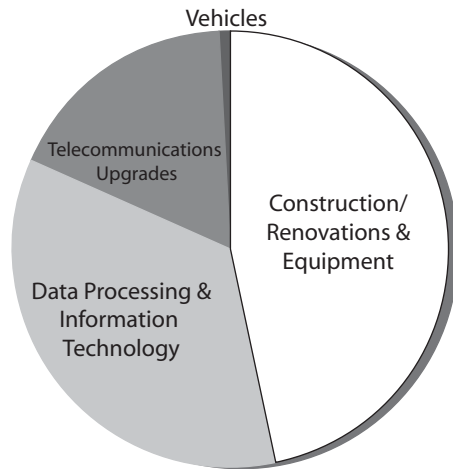 Vehicles
Telecommunications
Upgrades
Construction/
Renovations &
Equipment
Data Processing &
Information
Technology